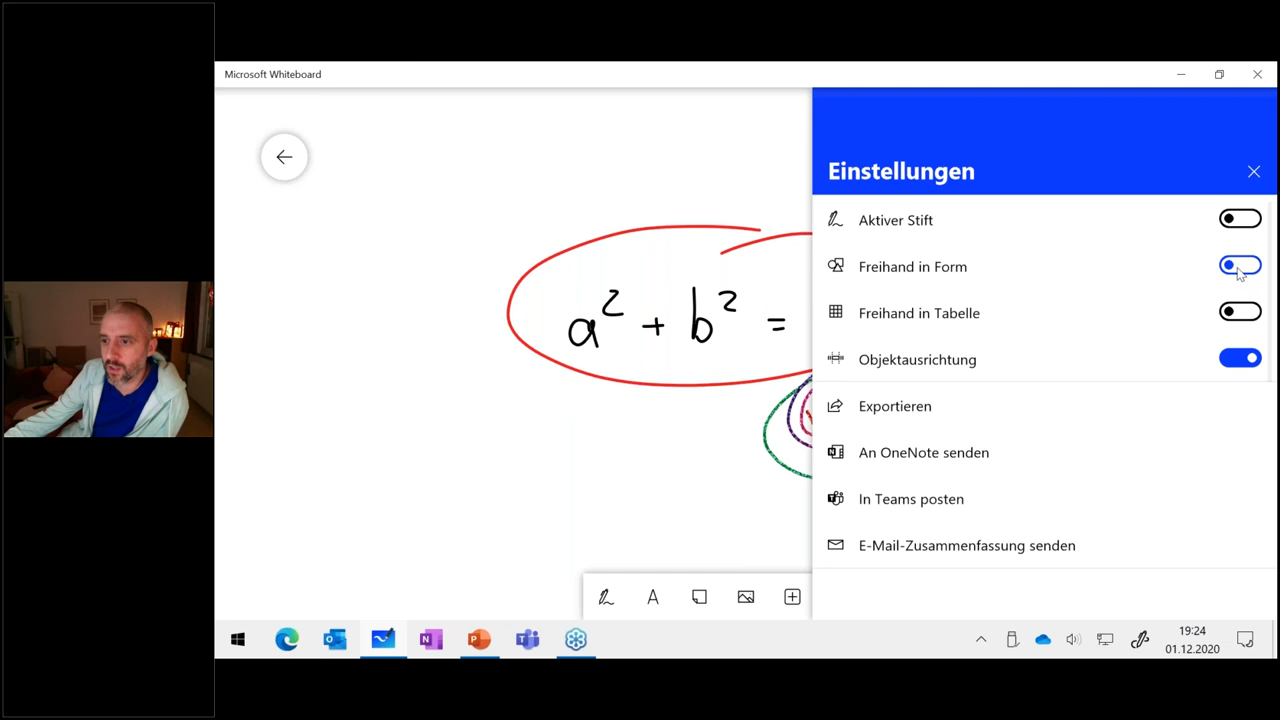 Microsoft Whiteboard
Einstellungen
Aktiver Stift
Freihand in Form
Freihand in Tabelle
Objektausrichtung
Exportieren
An OneNote senden
In Teams posten
E-Mail-Zusammenfassung senden
a² + b² =
A
19:24
01.12.2020